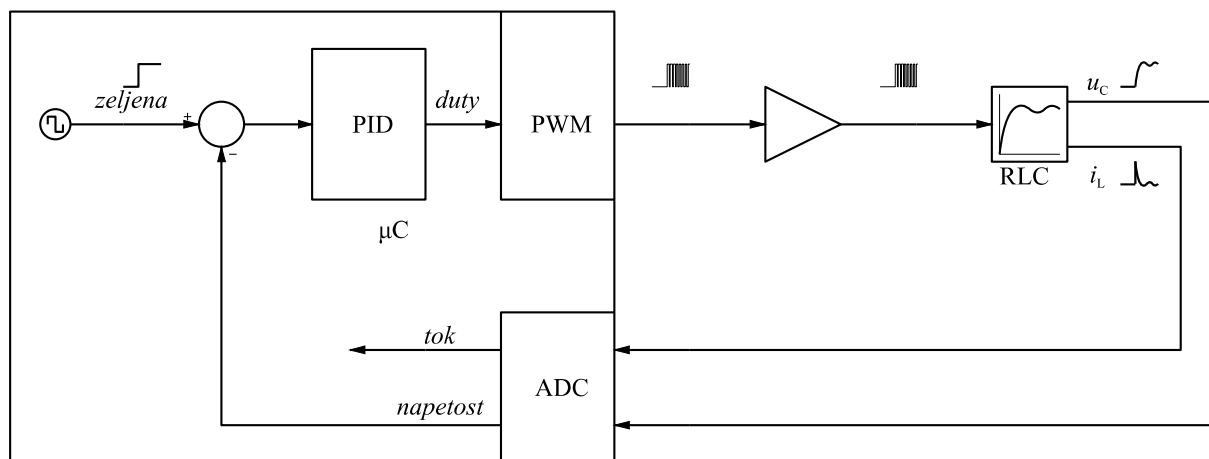 zeljena
+
−
PID
duty
PWM
μC
RLC
u_C
i_L
tok
napetost
ADC